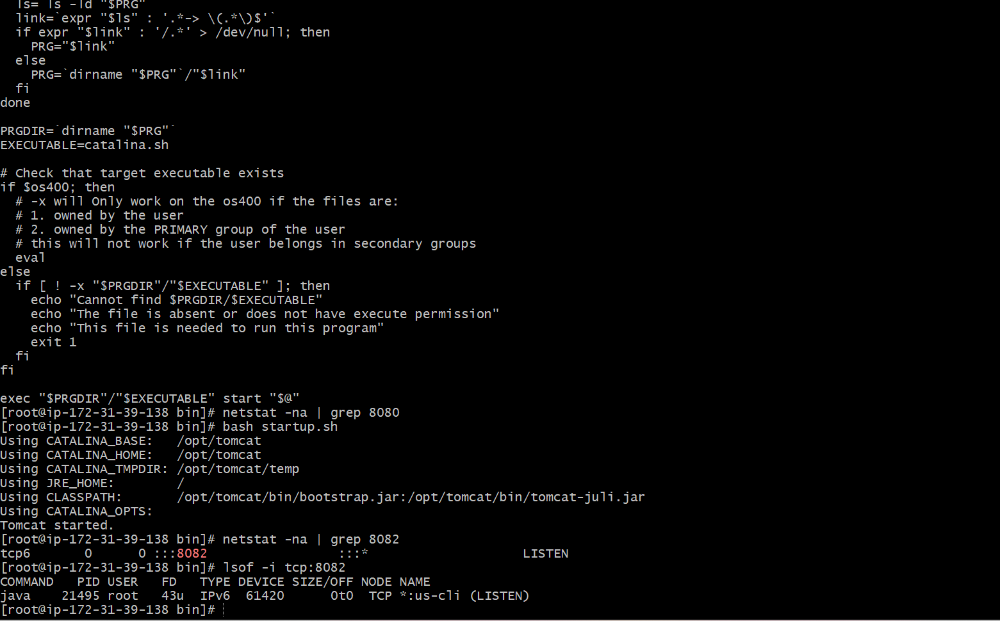 ls=`ls -ld "$PRG"`
  link=`expr "$ls" : '.*-> \(.*\)$'`
  if expr "$link" : '/.*' > /dev/null; then
    PRG="$link"
  else
    PRG=`dirname "$PRG"`/"$link"
  fi
done

PRGDIR=`dirname "$PRG"`
EXECUTABLE=catalina.sh

# Check that target executable exists
if $os400; then
  # -x will Only work on the os400 if the files are:
  # 1. owned by the user
  # 2. owned by the PRIMARY group of the user
  # this will not work if the user belongs in secondary groups
  eval
else
  if [ ! -x "$PRGDIR"/"$EXECUTABLE" ]; then
    echo "Cannot find $PRGDIR/$EXECUTABLE"
    echo "The file is absent or does not have execute permission"
    echo "This file is needed to run this program"
    exit 1
  fi
fi

exec "$PRGDIR"/"$EXECUTABLE" start "$@"
[root@ip-172-31-39-138 bin]# netstat -na | grep 8080
[root@ip-172-31-39-138 bin]# bash startup.sh
Using CATALINA_BASE:   /opt/tomcat
Using CATALINA_HOME:   /opt/tomcat
Using CATALINA_TMPDIR: /opt/tomcat/temp
Using JRE_HOME:        /
Using CLASSPATH:       /opt/tomcat/bin/bootstrap.jar:/opt/tomcat/bin/tomcat-juli.jar
Using CATALINA_OPTS:
Tomcat started.
[root@ip-172-31-39-138 bin]# netstat -na | grep 8082
tcp6       0      0 :::8082                 :::*                    LISTEN
[root@ip-172-31-39-138 bin]# lsof -i tcp:8082
COMMAND   PID USER   FD   TYPE DEVICE SIZE/OFF NODE NAME
java    21495 root   43u  IPv6  61420      0t0  TCP *:us-cli (LISTEN)
[root@ip-172-31-39-138 bin]#